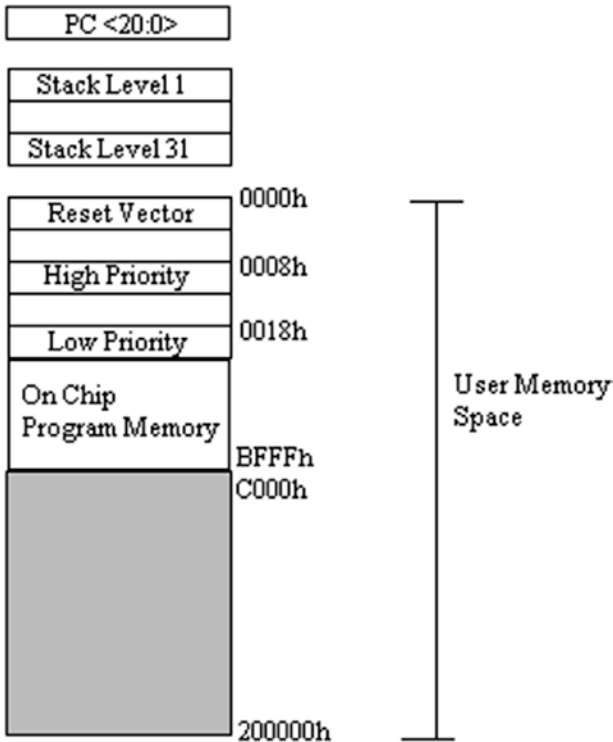 PC <20:0>
Stack Level 1
Stack Level 31
0000h
Reset Vector
0008h
High Priority
0018h
Low Priority
On Chip
Program Memory
BFFFh
C000h
User Memory
Space
200000h